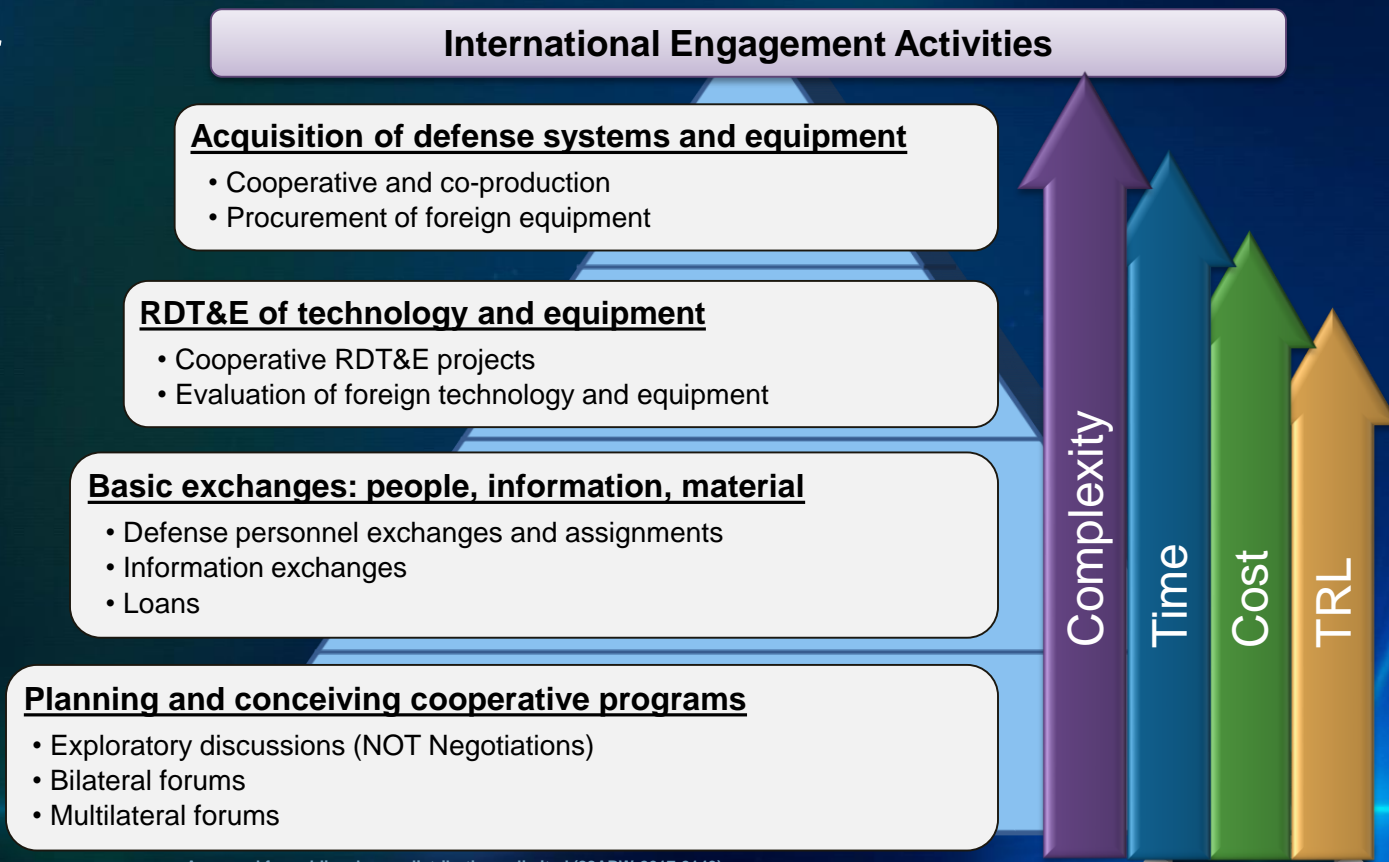 International Engagement Activities
Acquisition of defense systems and equipment
• Cooperative and co-production
• Procurement of foreign equipment
RDT&E of technology and equipment
• Cooperative RDT&E projects
• Evaluation of foreign technology and equipment
Basic exchanges: people, information, material
• Defense personnel exchanges and assignments
• Information exchanges
• Loans
Planning and conceiving cooperative programs
• Exploratory discussions (NOT Negotiations)
• Bilateral forums
• Multilateral forums
Complexity
Time
Cost
TRL